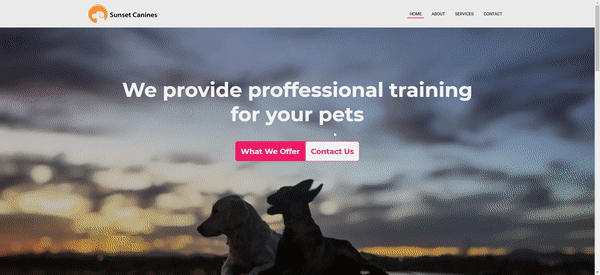 Sunset Canines
HOME ABOUT SERVICES CONTACT
We provide proffessional training
for your pets
What We Offer Contact Us